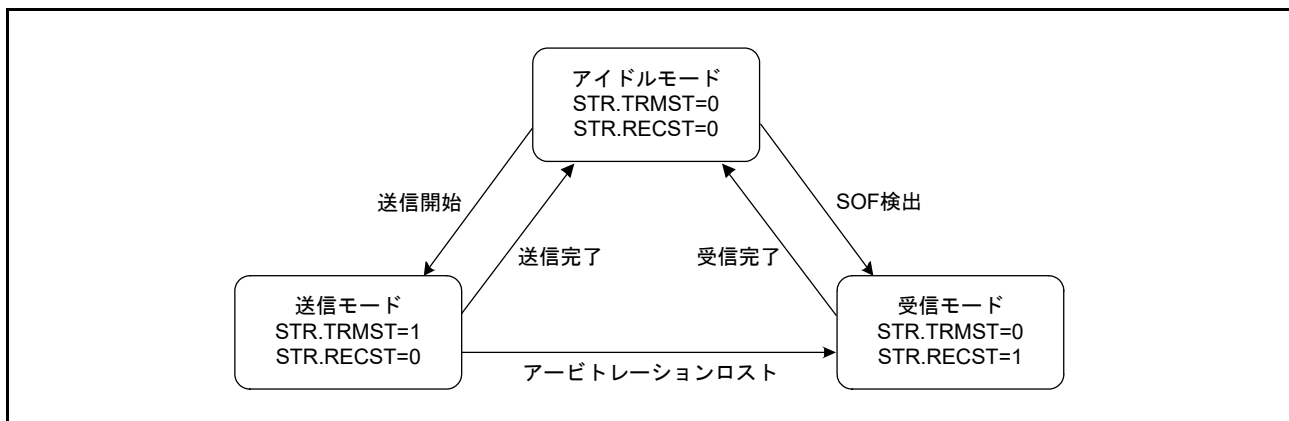 アイドルモード
STR.TRMST=0
STR.RECST=0
送信開始
SOF検出
送信完了
受信完了
送信モード
STR.TRMST=1
STR.RECST=0
受信モード
STR.TRMST=0
STR.RECST=1
アービトレーションロスト